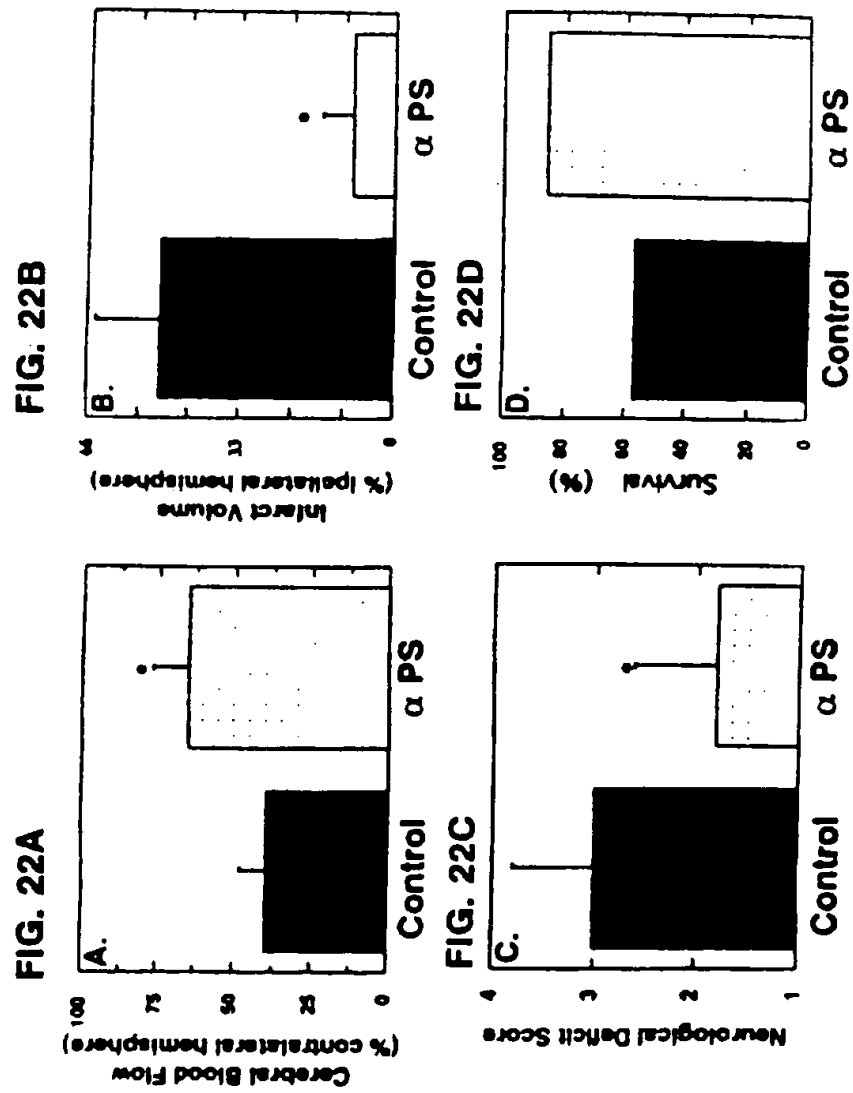 FIG. 22A
A.
Cerebral Blood Flow
(% contralateral hemisphere)
100
75
50
25
0
Control
α PS
FIG. 22B
B.
Infarct Volume
(% Ipsilateral hemisphere)
0
Control
α PS
FIG. 22C
C.
Neurological Deficit Score
4
3
2
1
Control
α PS
FIG. 22D
D.
Survival
(%)
100
80
60
40
20
0
Control
α PS